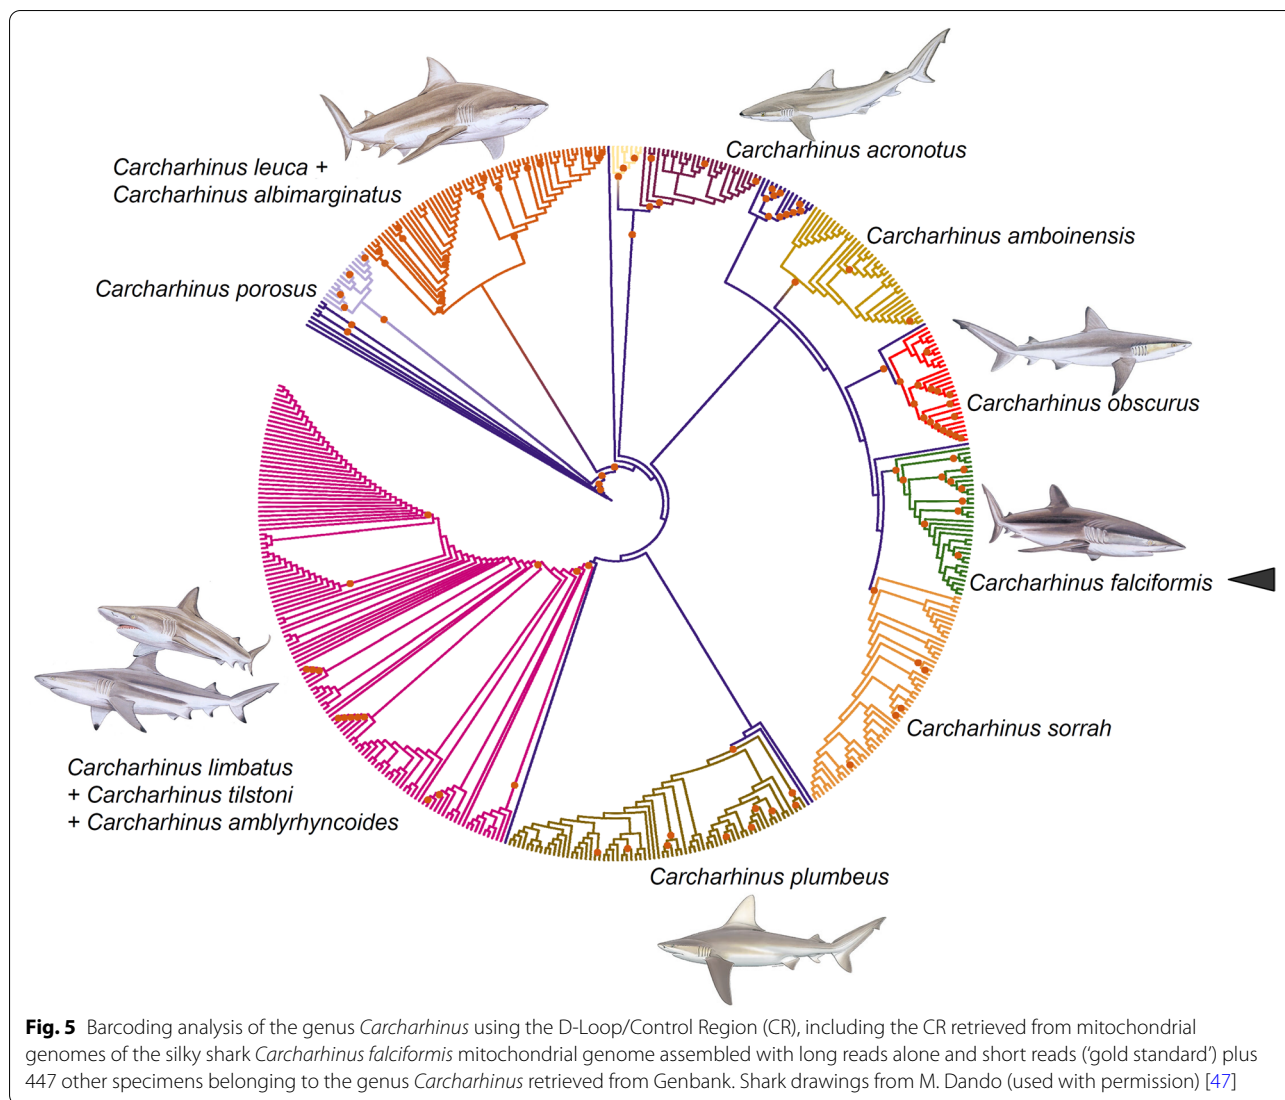 Carcharhinus leuca +
Carcharhinus albimarginatus
Carcharhinus acronotus
Carcharhinus amboinensis
Carcharhinus porosus
Carcharhinus obscurus
Carcharhinus falciformis
Carcharhinus sorrah
Carcharhinus limbatus
+ Carcharhinus tilstoni
+ Carcharhinus amblyrhyncoides
Carcharhinus plumbeus
Fig. 5 Barcoding analysis of the genus Carcharhinus using the D-Loop/Control Region (CR), including the CR retrieved from mitochondrial
genomes of the silky shark Carcharhinus falciformis mitochondrial genome assembled with long reads alone and short reads (‘gold standard’) plus
447 other specimens belonging to the genus Carcharhinus retrieved from Genbank. Shark drawings from M. Dando (used with permission) [47]